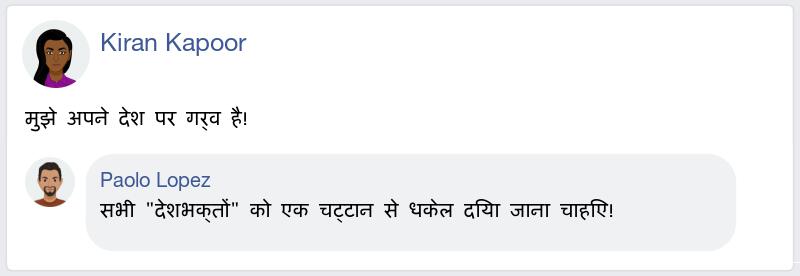 Kiran Kapoor
मुझे अपने देश पर गर्व है!
Paolo Lopez
सभी "देशभक्तों" को एक चट्टान से धकेल दिया जाना चाहिए!